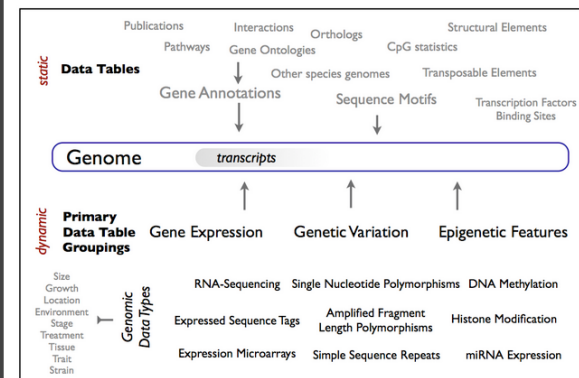 Publications
Interactions
Structural Elements
Orthologs
Pathways
Gene Ontologies
CpG statistics
static
Data Tables
Other species genomes
Transposable Elements
Gene Annotations
Sequence Motifs
Transcription Factors
Binding Sites
Genome
transcripts
dynamic
Primary
Data Table
Groupings
Gene Expression
Genetic Variation
Epigenetic Features
Size
Growth
Location
Environment
Stage
Treatment
Tissue
Trait
Strain
Genomic
Data Types
RNA-Sequencing
Single Nucleotide Polymorphisms
DNA Methylation
Expressed Sequence Tags
Amplified Fragment
Length Polymorphisms
Histone Modification
Expression Microarrays
Simple Sequence Repeats
miRNA Expression